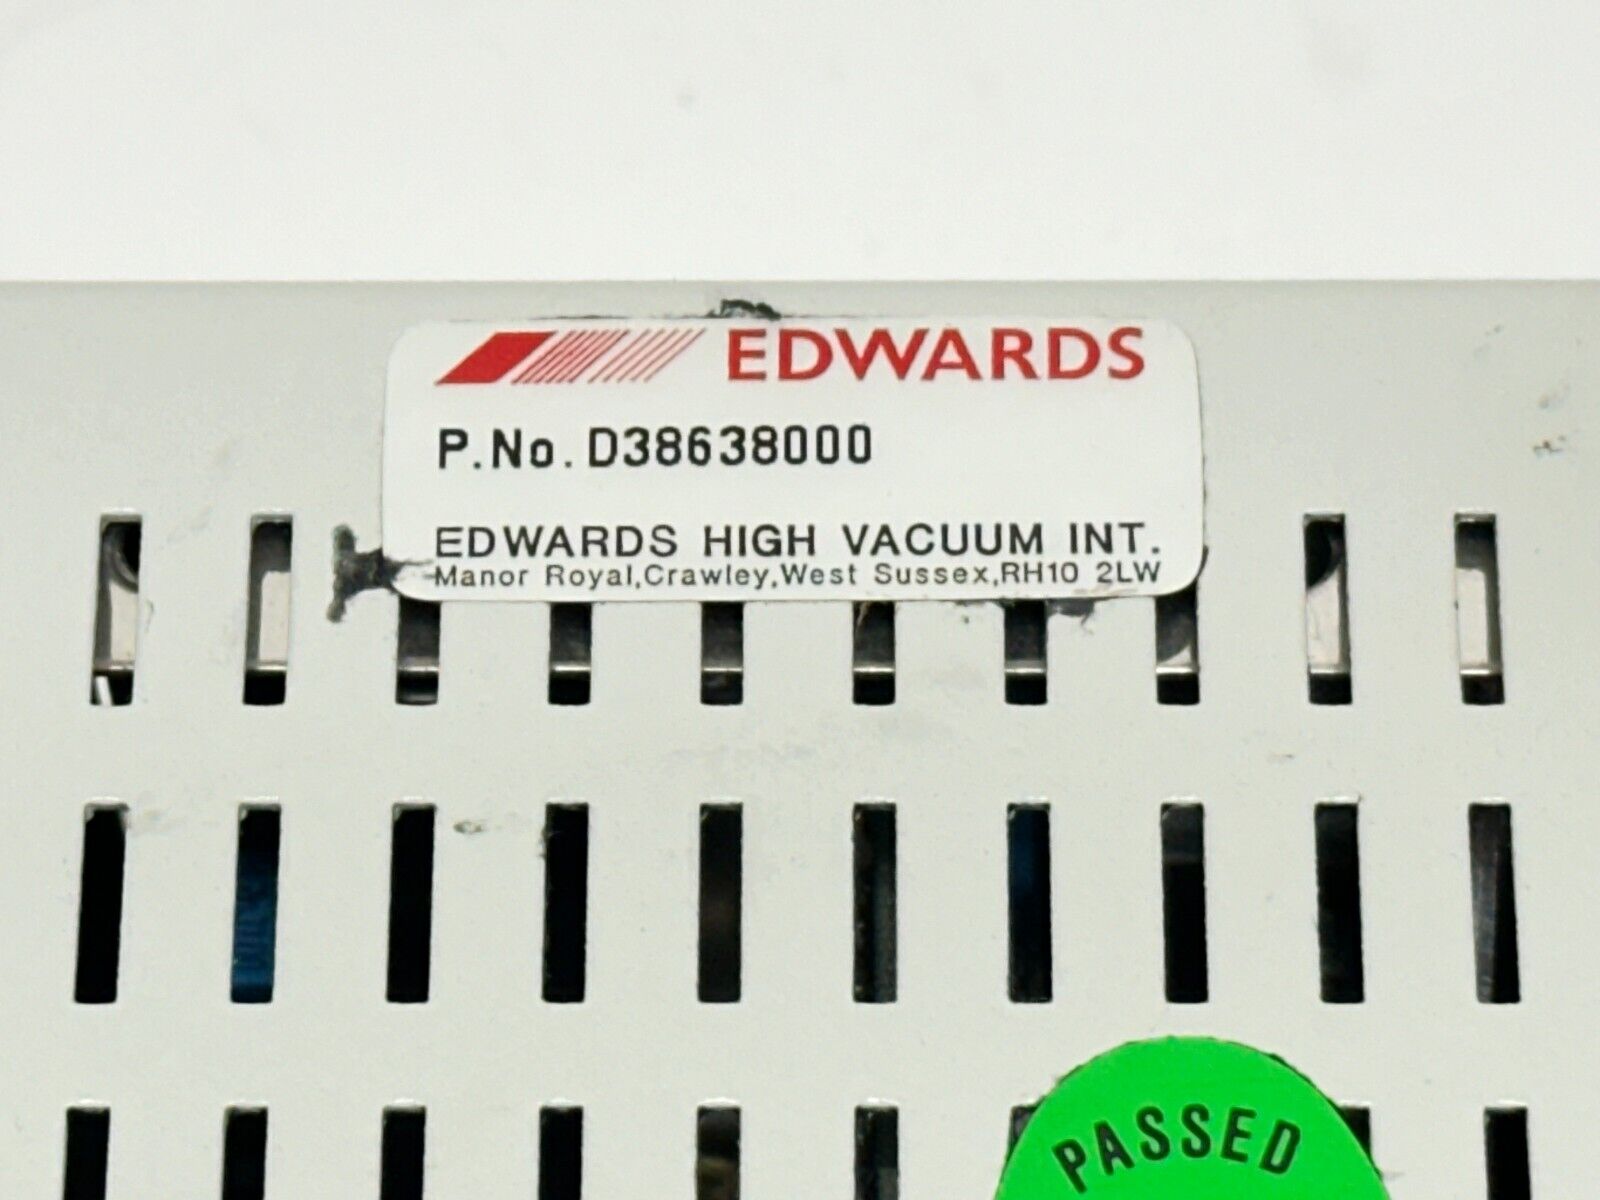 EDWARDS
P.No. D38638000
EDWARDS HIGH VACUUM INT.
Manor Royal,Crawley,West Sussex,RH10 2LW
PASSED